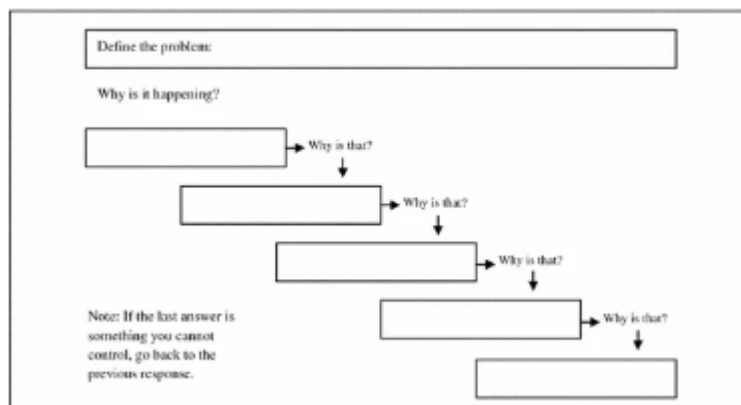 Define the problem:
Why is it happening?
Why is that?
Why is that?
Why is that?
Why is that?
Note: If the last answer is
something you cannot
control, go back to the
previous response.